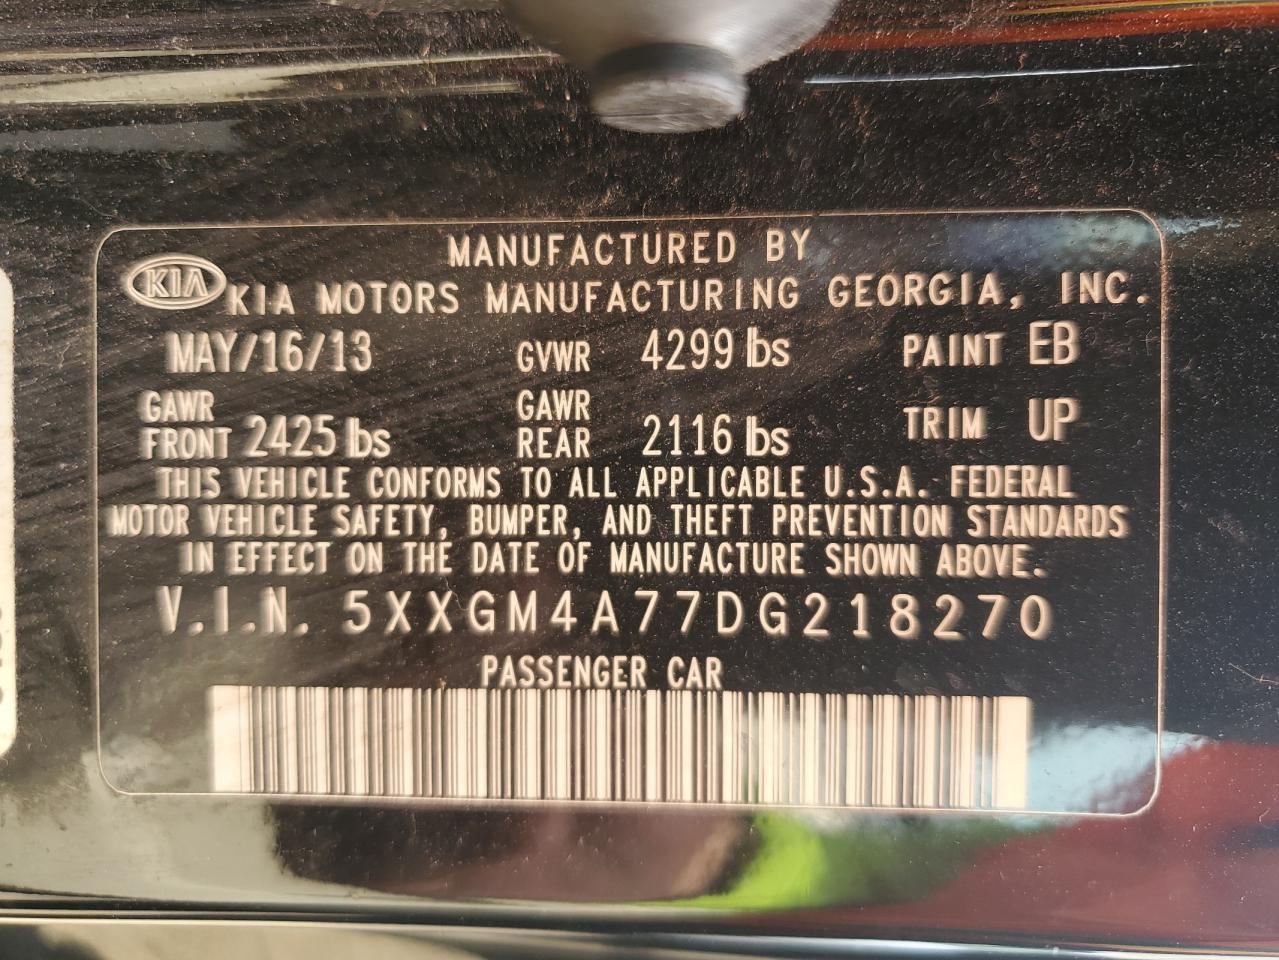 MANUFACTURED BY
KIA KIA MOTORS MANUFACTURING GEORGIA, INC.
MAY/16/13 GVWR 4299 lbs PAINT EB
GAWR FRONT 2425 lbs GAWR REAR 2116 lbs TRIM UP
THIS VEHICLE CONFORMS TO ALL APPLICABLE U.S.A. FEDERAL
MOTOR VEHICLE SAFETY, BUMPER, AND THEFT PREVENTION STANDARDS
IN EFFECT ON THE DATE OF MANUFACTURE SHOWN ABOVE.
V.I.N. 5XXGM4A77DG218270
PASSENGER CAR